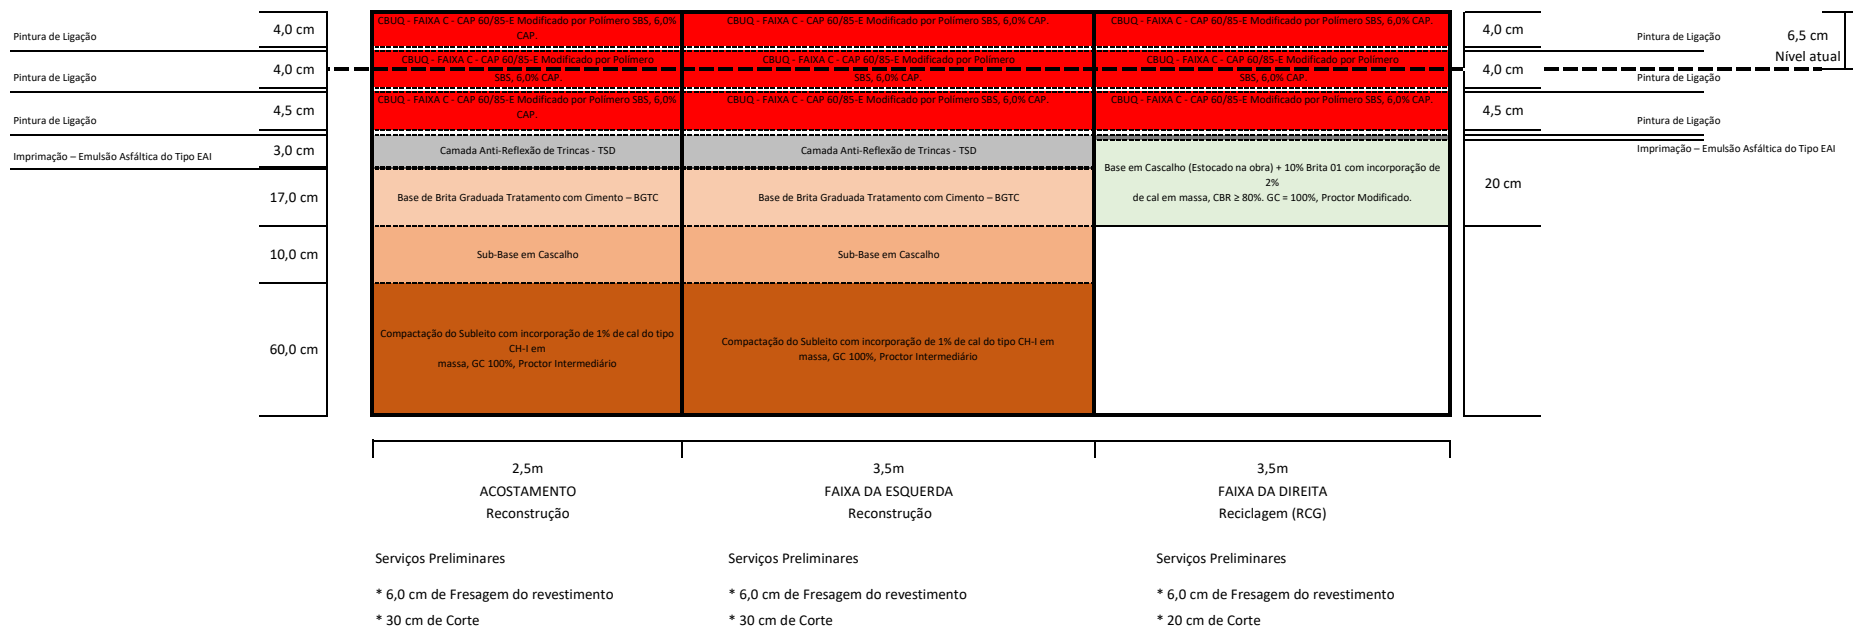 Pintura de Ligação
Pintura de Ligação
Pintura de Ligação
Imprimação – Emulsão Asfáltica do Tipo EAI
4,0 cm
4,0 cm
4,5 cm
3,0 cm
17,0 cm
10,0 cm
60,0 cm
CBUQ - FAIXA C - CAP 60/85-E Modificado por Polímero SBS, 6,0%
CAP.
CBUQ - FAIXA C - CAP 60/85-E Modificado por Polímero
SBS, 6,0% CAP.
CBUQ - FAIXA C - CAP 60/85-E Modificado por Polímero SBS, 6,0%
CAP.
Camada Anti-Reflexão de Trincas - TSD
Base de Brita Graduada Tratamento com Cimento – BGTC
Sub-Base em Cascalho
Compactação do Subleito com incorporação de 1% de cal do tipo
CH-I em
massa, GC 100%, Proctor Intermediário
CBUQ - FAIXA C - CAP 60/85-E Modificado por Polímero SBS, 6,0% CAP.
CBUQ - FAIXA C - CAP 60/85-E Modificado por Polímero
SBS, 6,0% CAP.
CBUQ - FAIXA C - CAP 60/85-E Modificado por Polímero SBS, 6,0% CAP.
Camada Anti-Reflexão de Trincas - TSD
Base de Brita Graduada Tratamento com Cimento – BGTC
Sub-Base em Cascalho
Compactação do Subleito com incorporação de 1% de cal do tipo CH-I em
massa, GC 100%, Proctor Intermediário
CBUQ - FAIXA C - CAP 60/85-E Modificado por Polímero SBS, 6,0% CAP.
CBUQ - FAIXA C - CAP 60/85-E Modificado por Polímero
SBS, 6,0% CAP.
CBUQ - FAIXA C - CAP 60/85-E Modificado por Polímero SBS, 6,0% CAP.
Base em Cascalho (Estocado na obra) + 10% Brita 01 com incorporação de
2%
de cal em massa, CBR ≥ 80%. GC = 100%, Proctor Modificado.
4,0 cm
4,0 cm
4,5 cm
20 cm
Pintura de Ligação
Pintura de Ligação
Pintura de Ligação
Imprimação – Emulsão Asfáltica do Tipo EAI
6,5 cm
Nível atual
2,5m
ACOSTAMENTO
Reconstrução
3,5m
FAIXA DA ESQUERDA
Reconstrução
3,5m
FAIXA DA DIREITA
Reciclagem (RCG)
Serviços Preliminares
* 6,0 cm de Fresagem do revestimento
* 30 cm de Corte
Serviços Preliminares
* 6,0 cm de Fresagem do revestimento
* 30 cm de Corte
Serviços Preliminares
* 6,0 cm de Fresagem do revestimento
* 20 cm de Corte